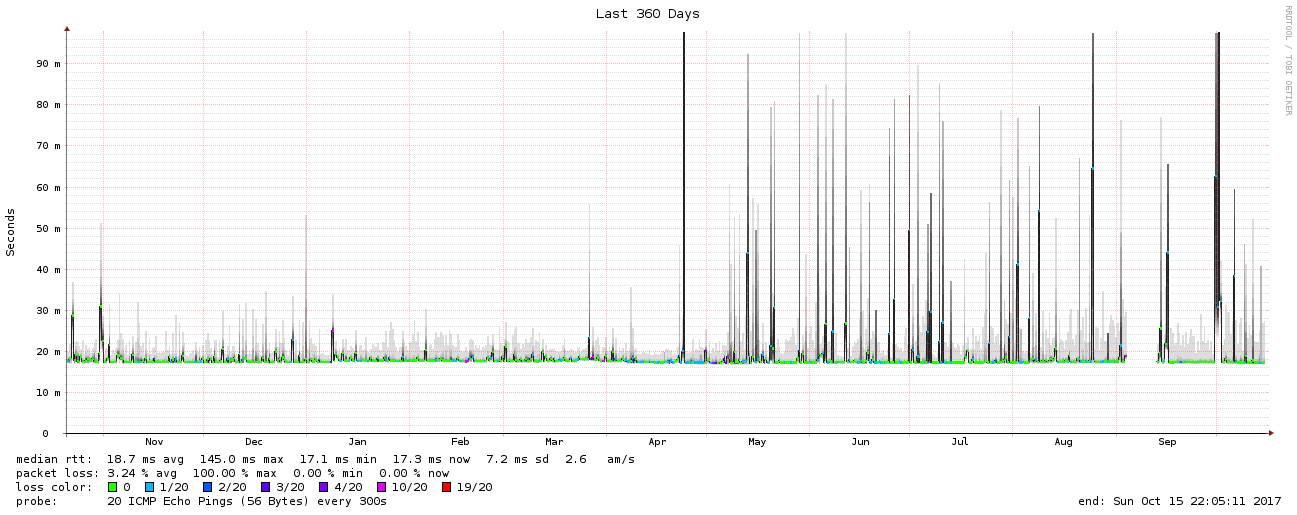 Last 360 Days
RRDTOOL / TOBI OETIKER
Seconds
90 m
80 m
70 m
60 m
50 m
40 m
30 m
20 m
10 m
0
Nov Dec Jan Feb Mar Apr May Jun Jul Aug Sep
median rtt: 18.7 ms avg 145.0 ms max 17.1 ms min 17.3 ms now 7.2 ms sd 2.6 am/s
packet loss: 3.24 % avg 100.00 % max 0.00 % min 0.00 % now
loss color: 0 1/20 2/20 3/20 4/20 10/20 19/20
probe: 20 ICMP Echo Pings (56 Bytes) every 300s end: Sun Oct 15 22:05:11 2017